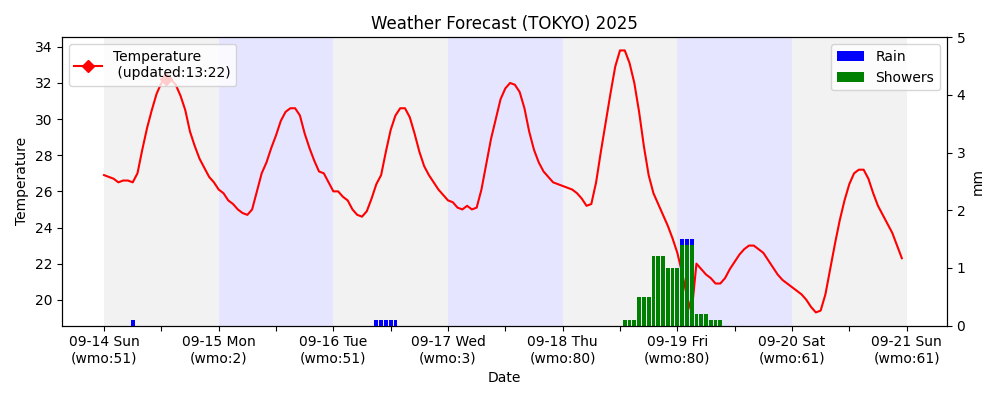 Weather Forecast (TOKYO) 2025
Temperature
(updated:13:22)
Rain
Showers
34
32
30
28
26
24
22
20
Temperature
5
4
3
2
1
0
mm
09-14 Sun
(wmo:51)
09-15 Mon
(wmo:2)
09-16 Tue
(wmo:51)
09-17 Wed
(wmo:3)
09-18 Thu
(wmo:80)
09-19 Fri
(wmo:80)
09-20 Sat
(wmo:61)
09-21 Sun
(wmo:61)
Date